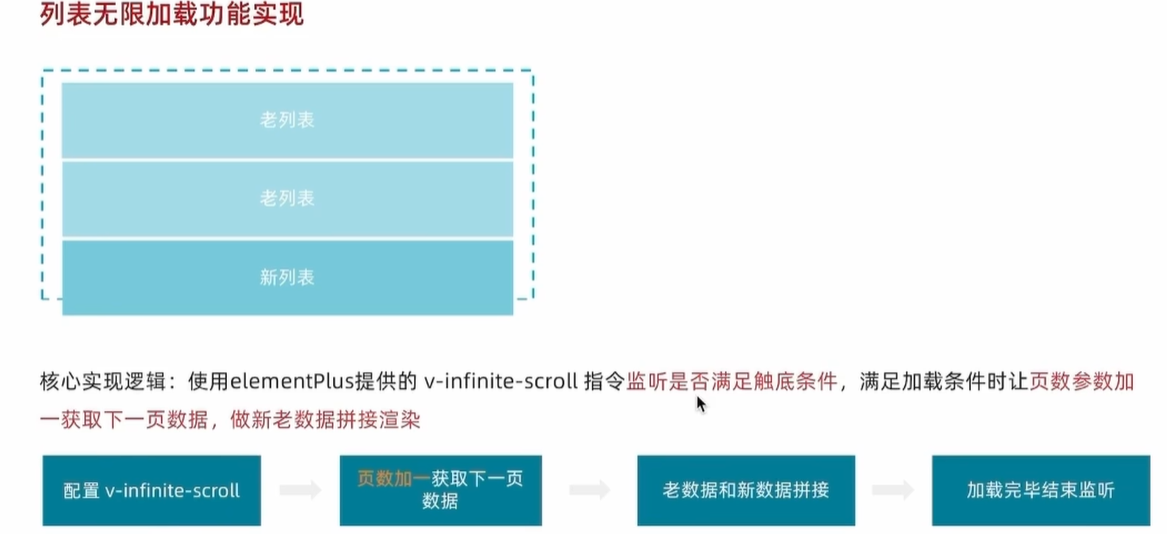 列表无限加载功能实现
老列表
老列表
新列表
核心实现逻辑：使用elementPlus提供的 v-infinite-scroll 指令监听是否满足触底条件，满足加载条件时让页数参数加
一获取下一页数据，做新老数据拼接渲染
配置 v-infinite-scroll
页数加一获取下一页
数据
老数据和新数据拼接
加载完毕结束监听